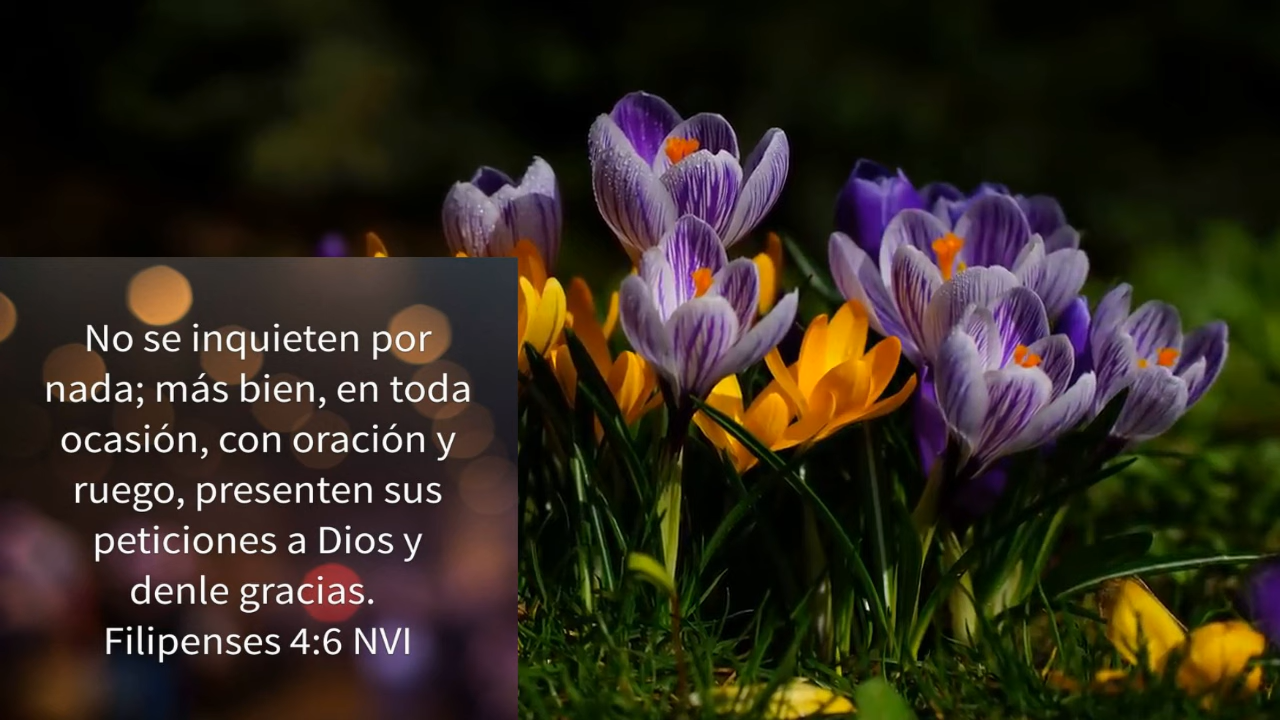 No se inquieten por
nada; más bien, en toda
ocasión, con oración y
ruego, presenten sus
peticiones a Dios y
denle gracias.
Filipenses 4:6 NVI